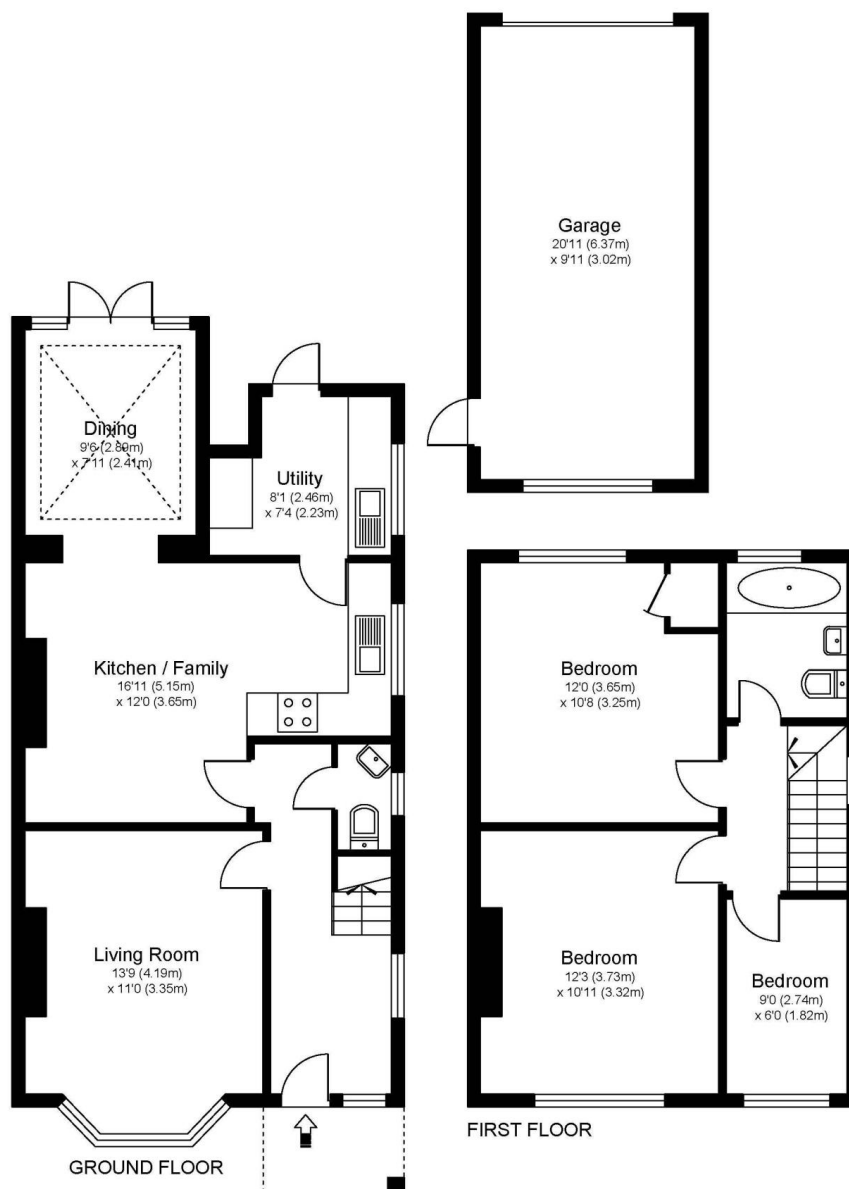 Garage
20'11 (6.37m)
x 9'11 (3.02m)
Dining
9'6 (2.89m)
x 7'11 (2.41m)
Utility
8'1 (2.46m)
x 7'4 (2.23m)
Kitchen / Family
16'11 (5.15m)
x 12'0 (3.65m)
Living Room
13'9 (4.19m)
x 11'0 (3.35m)
GROUND FLOOR
Bedroom
12'0 (3.65m)
x 10'8 (3.25m)
Bedroom
12'3 (3.73m)
x 10'11 (3.32m)
Bedroom
9'0 (2.74m)
x 6'0 (1.82m)
FIRST FLOOR